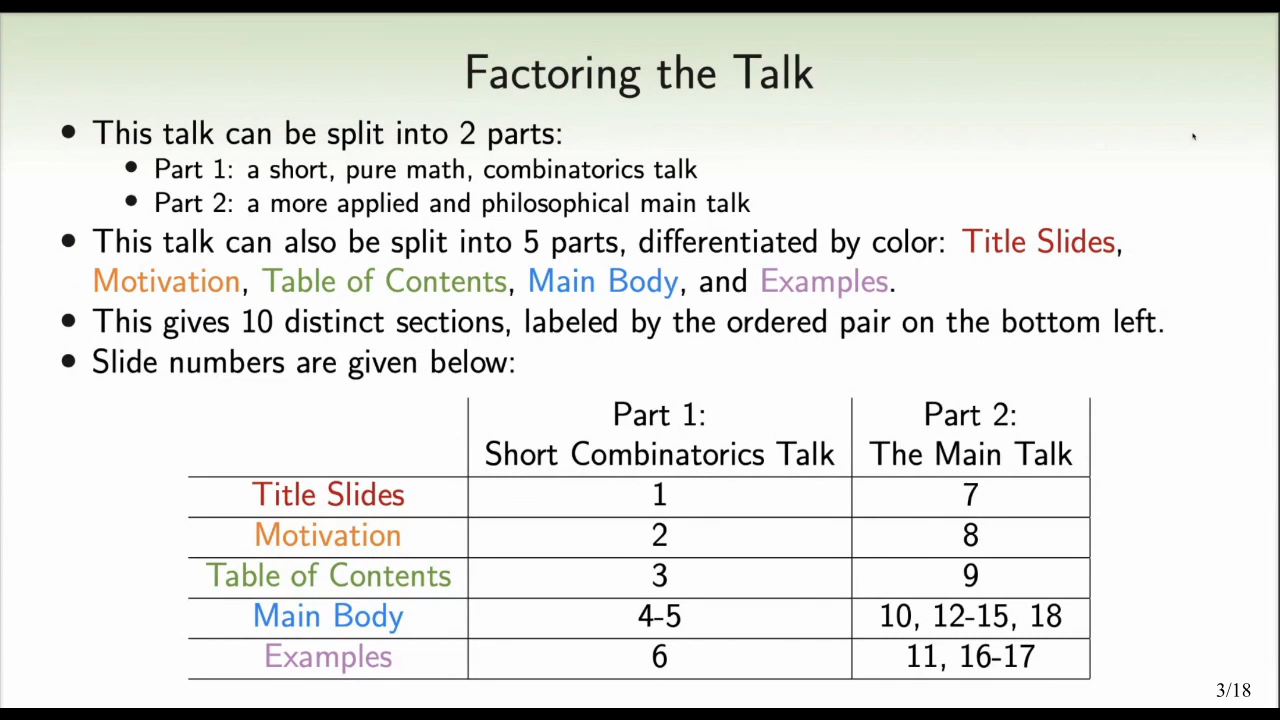 Factoring the Talk
• This talk can be split into 2 parts:
• Part 1: a short, pure math, combinatorics talk
• Part 2: a more applied and philosophical main talk
• This talk can also be split into 5 parts, differentiated by color: Title Slides,
Motivation, Table of Contents, Main Body, and Examples.
• This gives 10 distinct sections, labeled by the ordered pair on the bottom left.
• Slide numbers are given below:
Part 1: Part 2:
Short Combinatorics Talk The Main Talk
Title Slides 1 7
Motivation 2 8
Table of Contents 3 9
Main Body 4-5 10, 12-15, 18
Examples 6 11, 16-17
3/18